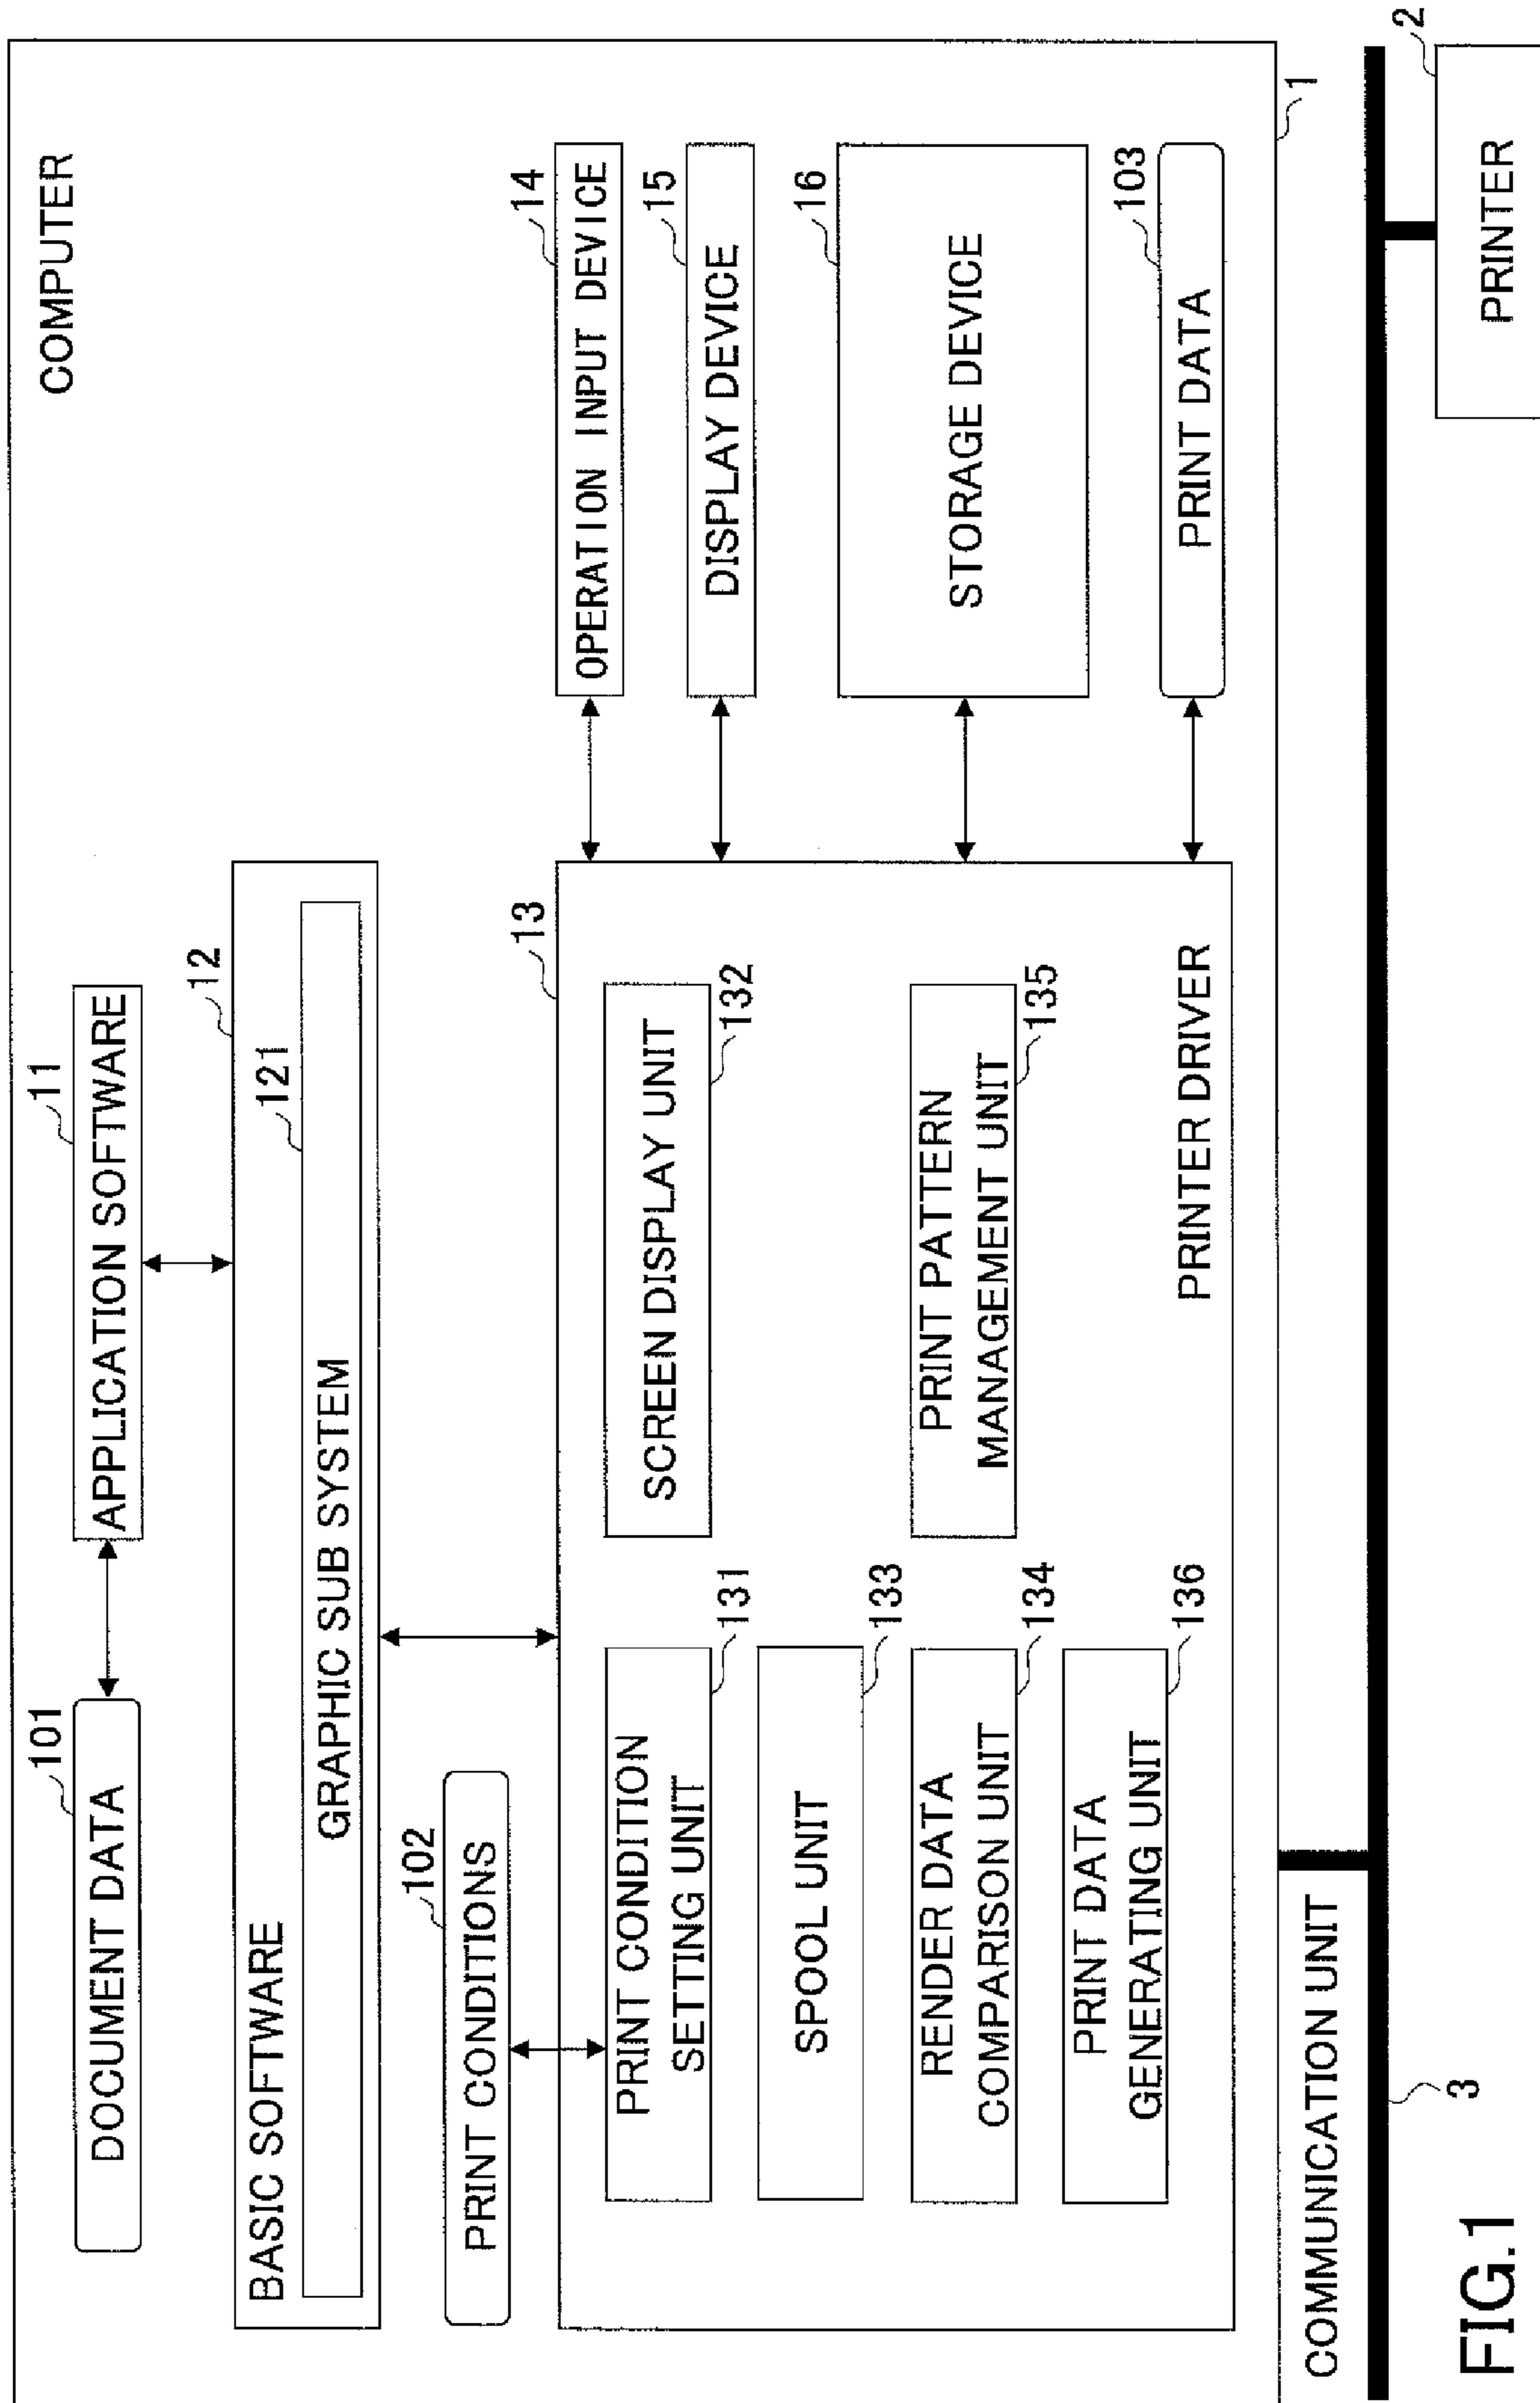 FIG.1
COMPUTER
101
DOCUMENT DATA
11
APPLICATION SOFTWARE
12
BASIC SOFTWARE
121
GRAPHIC SUB SYSTEM
102
PRINT CONDITIONS
13
PRINT CONDITION
SETTING UNIT
131
SCREEN DISPLAY UNIT
132
SPOOL UNIT
133
RENDER DATA
COMPARISON UNIT
134
PRINT PATTERN
MANAGEMENT UNIT
135
PRINT DATA
GENERATING UNIT
136
PRINTER DRIVER
14
OPERATION INPUT DEVICE
15
DISPLAY DEVICE
16
STORAGE DEVICE
103
PRINT DATA
1
COMMUNICATION UNIT
3
2
PRINTER